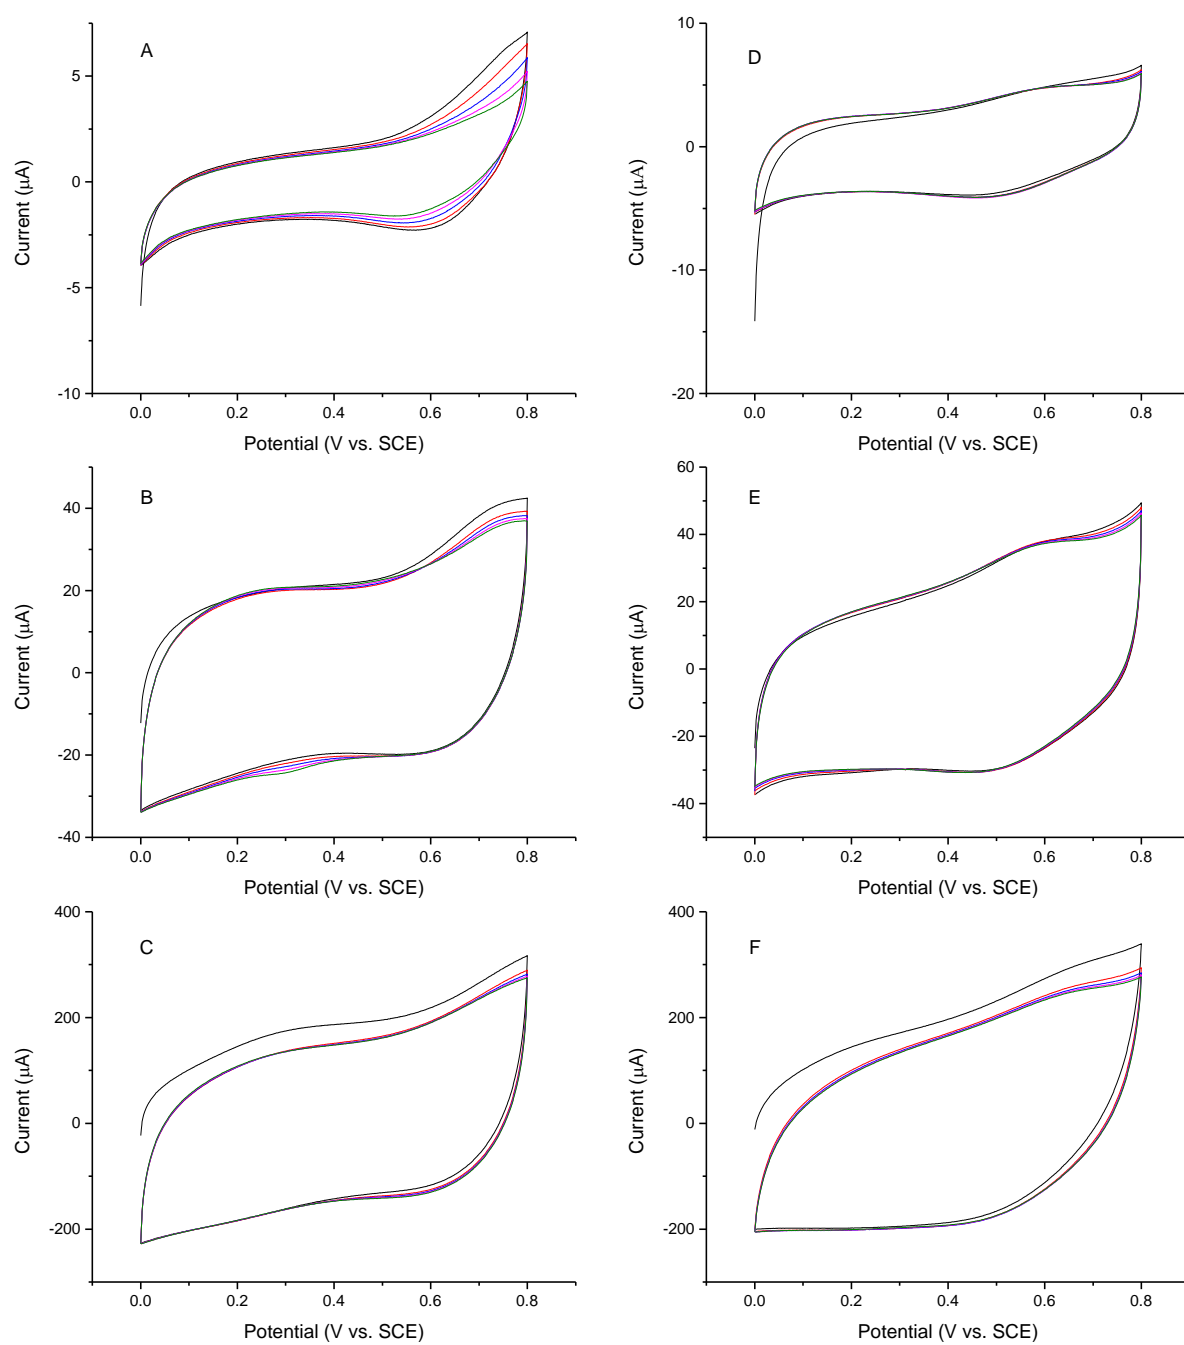 A
5
0
-5
-10
0.0 0.2 0.4 0.6 0.8
Current (μA)
Potential (V vs. SCE)
D
10
0
-10
-20
0.0 0.2 0.4 0.6 0.8
Current (μA)
Potential (V vs. SCE)
B
40
20
0
-20
-40
0.0 0.2 0.4 0.6 0.8
Current (μA)
Potential (V vs. SCE)
E
60
40
20
0
-20
-40
0.0 0.2 0.4 0.6 0.8
Current (μA)
Potential (V vs. SCE)
C
400
200
0
-200
0.0 0.2 0.4 0.6 0.8
Current (μA)
Potential (V vs. SCE)
F
400
200
0
-200
0.0 0.2 0.4 0.6 0.8
Current (μA)
Potential (V vs. SCE)